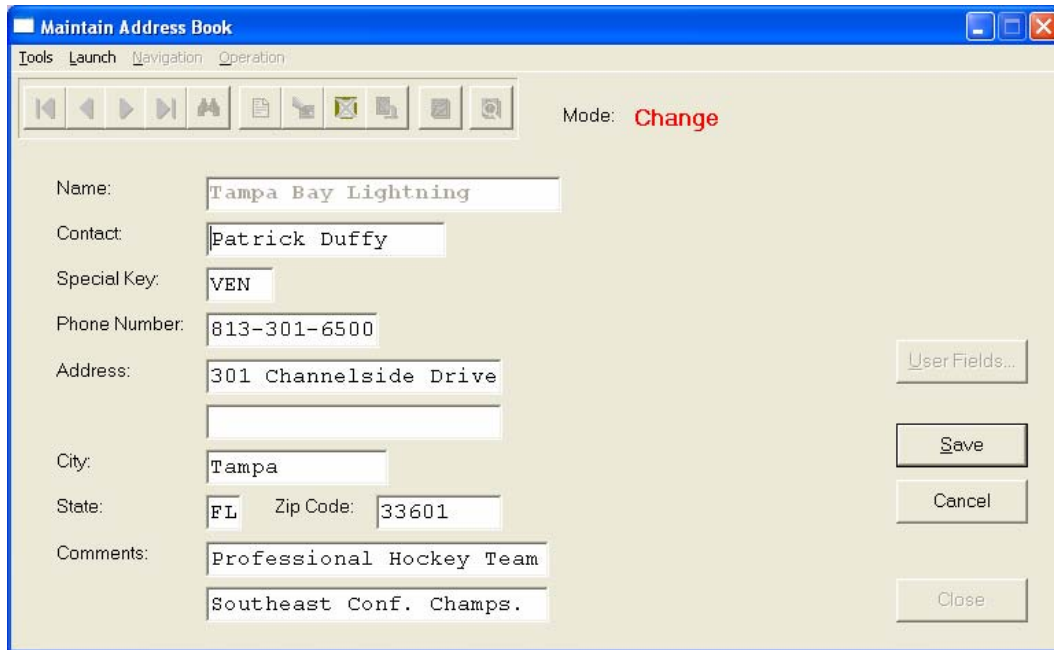 Maintain Address Book
Tools Launch Navigation Operation
Mode: Change
Name: Tampa Bay Lightning
Contact: Patrick Duffy
Special Key: VEN
Phone Number: 813-301-6500
Address: 301 Channelside Drive
User Fields...
City: Tampa
Save
State: FL Zip Code: 33601
Cancel
Comments: Professional Hockey Team
Southeast Conf. Champs.
Close